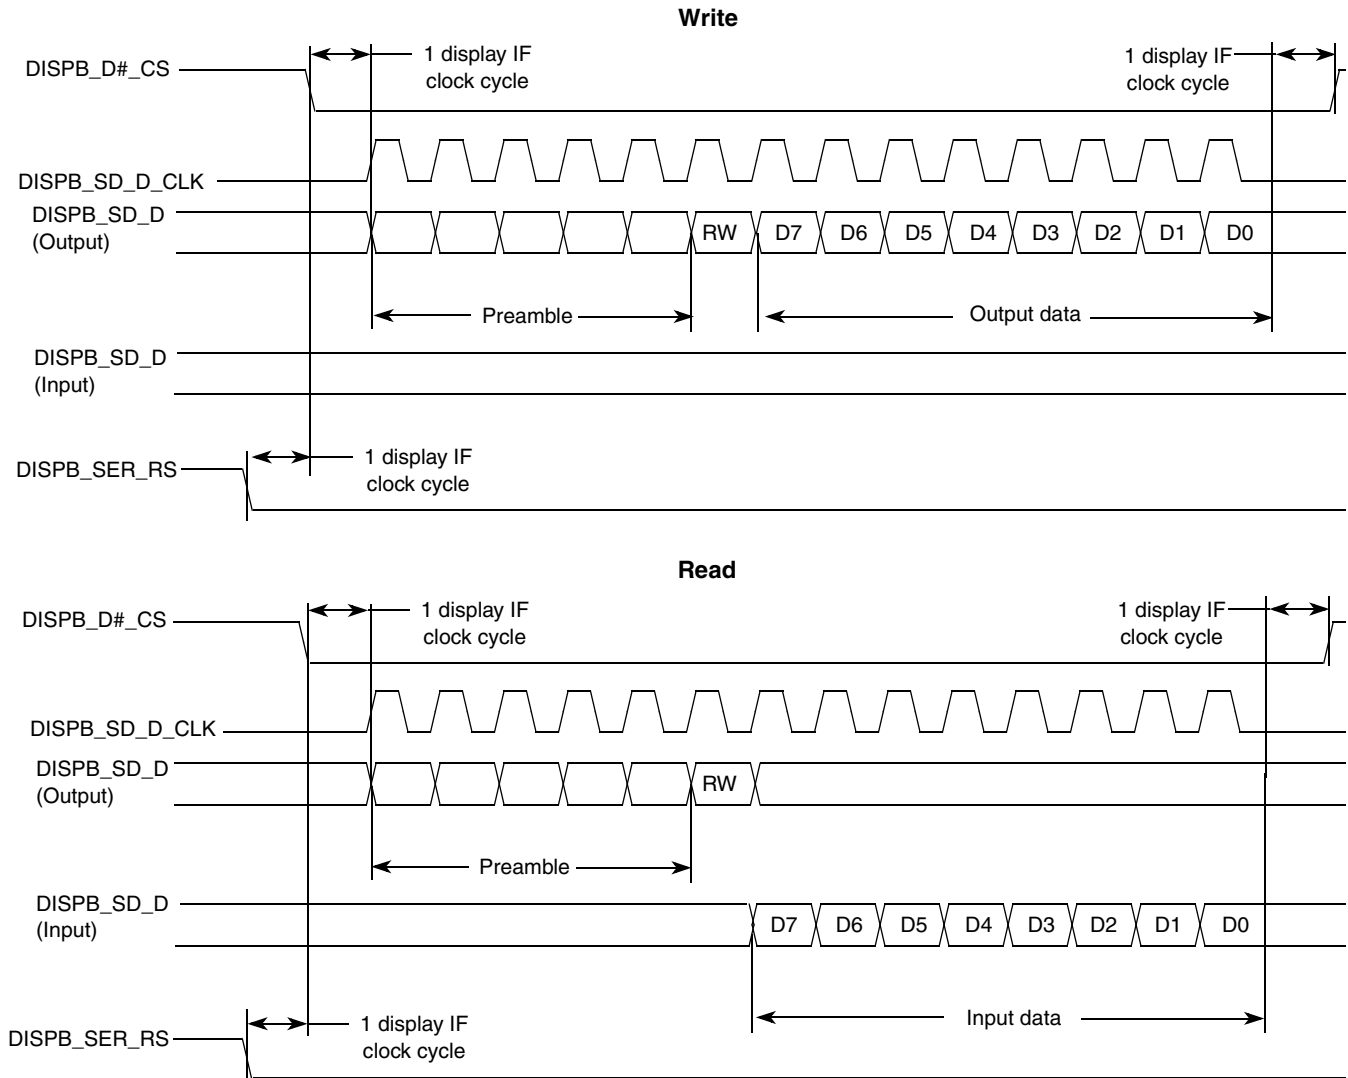 Write
DISPB_D#_CS
1 display IF
clock cycle
1 display IF
clock cycle
DISPB_SD_D_CLK
DISPB_SD_D
(Output)
RW D7 D6 D5 D4 D3 D2 D1 D0
Preamble
Output data
DISPB_SD_D
(Input)
DISPB_SER_RS
1 display IF
clock cycle
Read
DISPB_D#_CS
1 display IF
clock cycle
1 display IF
clock cycle
DISPB_SD_D_CLK
DISPB_SD_D
(Output)
RW
Preamble
DISPB_SD_D
(Input)
D7 D6 D5 D4 D3 D2 D1 D0
Input data
DISPB_SER_RS
1 display IF
clock cycle